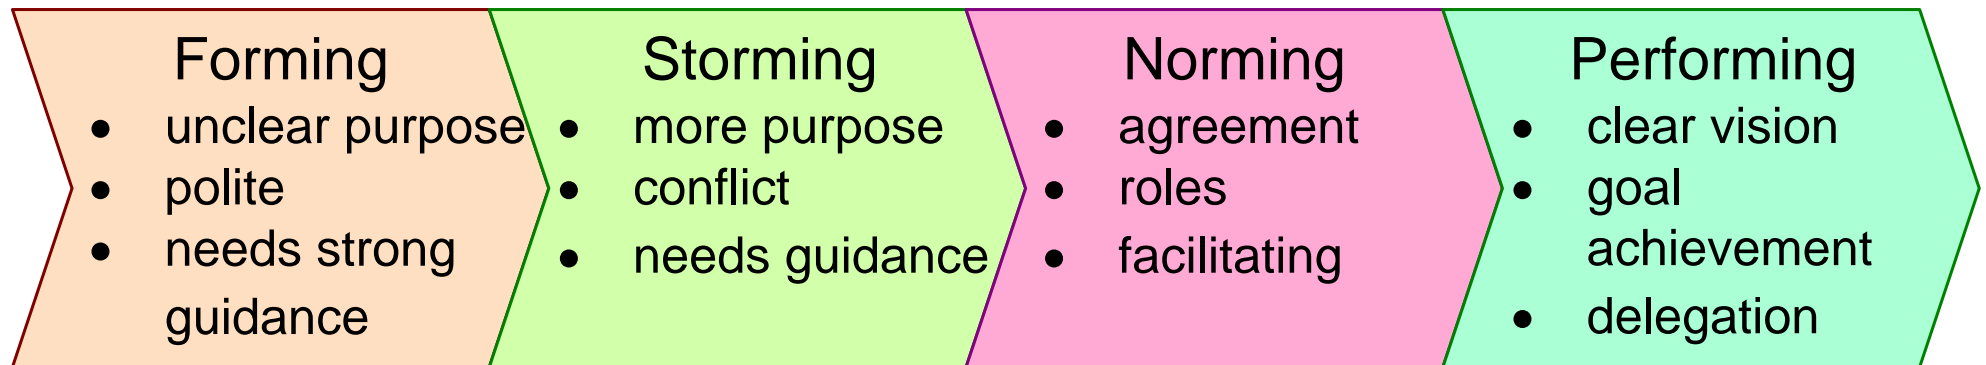 Forming
• unclear purpose
• polite
• needs strong
guidance
Storming
• more purpose
• conflict
• needs guidance
Norming
• agreement
• roles
• facilitating
Performing
• clear vision
• goal
achievement
• delegation